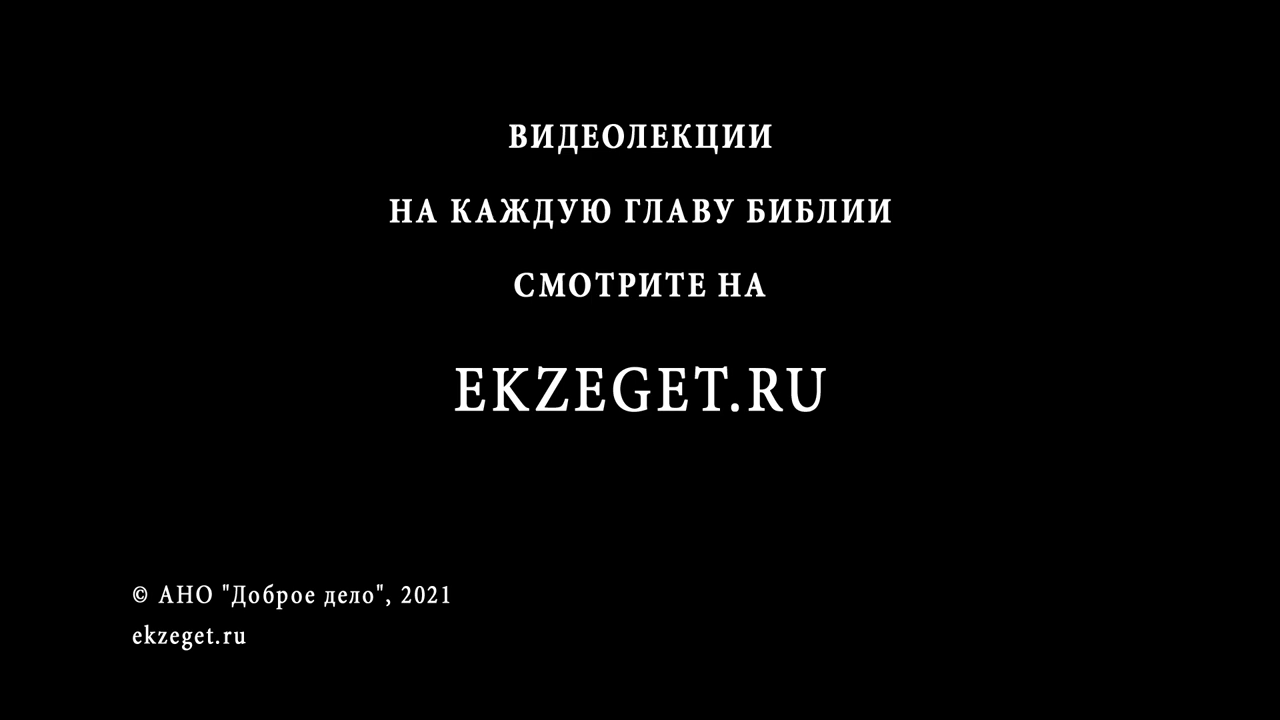 ВИДЕОЛЕКЦИИ
НА КАЖДУЮ ГЛАВУ БИБЛИИ
СМОТРИТЕ НА
EKZEGET.RU
© АНО "Доброе дело", 2021
ekzeget.ru